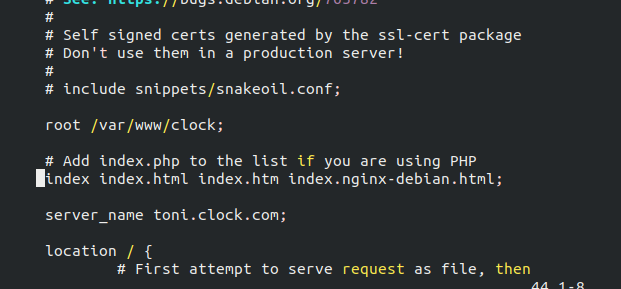 # See: https://bugs.debian.org/765782
#
# Self signed certs generated by the ssl-cert package
# Don't use them in a production server!
#
# include snippets/snakeoil.conf;
root /var/www/clock;
# Add index.php to the list if you are using PHP
index index.html index.htm index.nginx-debian.html;
server_name toni.clock.com;
location / {
# First attempt to serve request as file, then
44,1-8